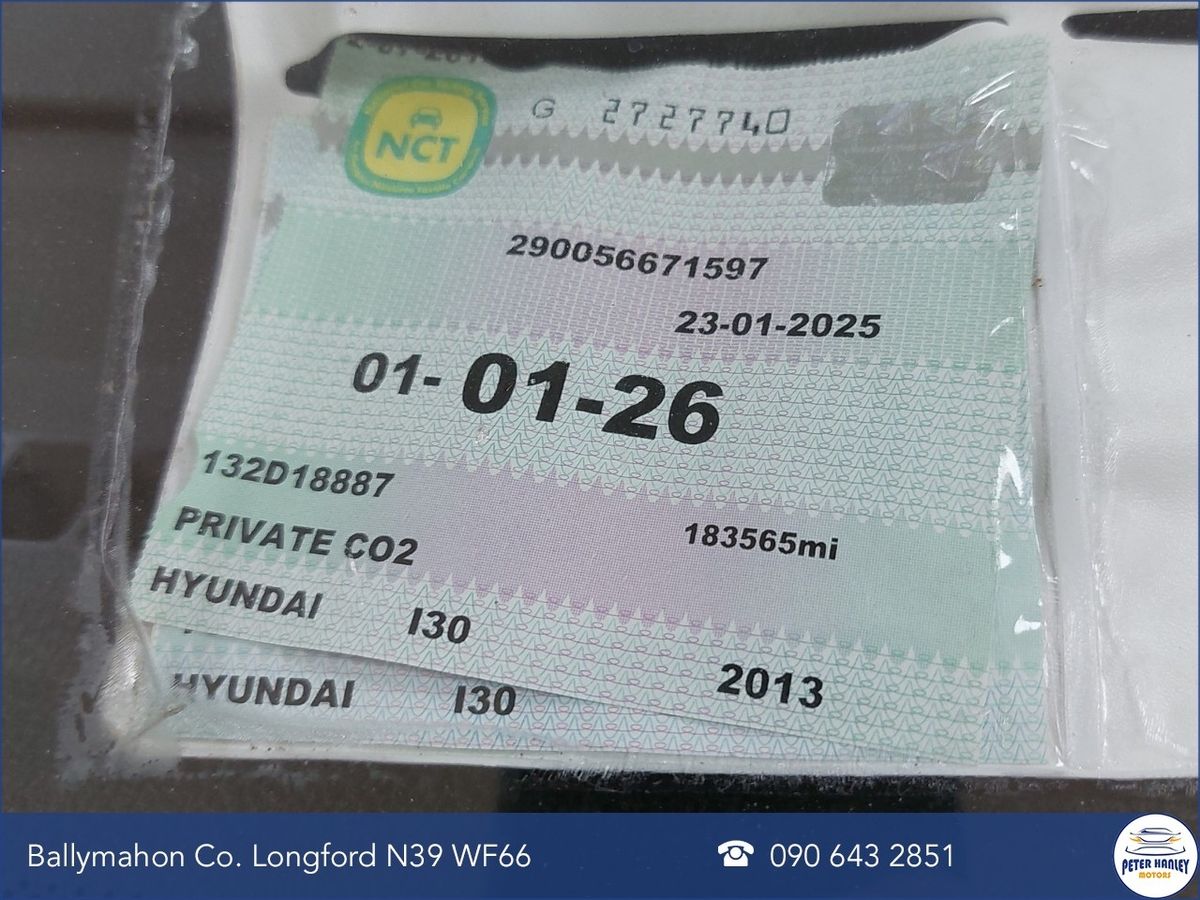 NCT
G 2727740
290056671597
23-01-2025
01-01-26
132D18887
183565mi
PRIVATE CO2
HYUNDAI I30
2013
HYUNDAI I30
Ballymahon Co. Longford N39 WF66
☎ 090 643 2851
PETER HANLEY
MOTORS